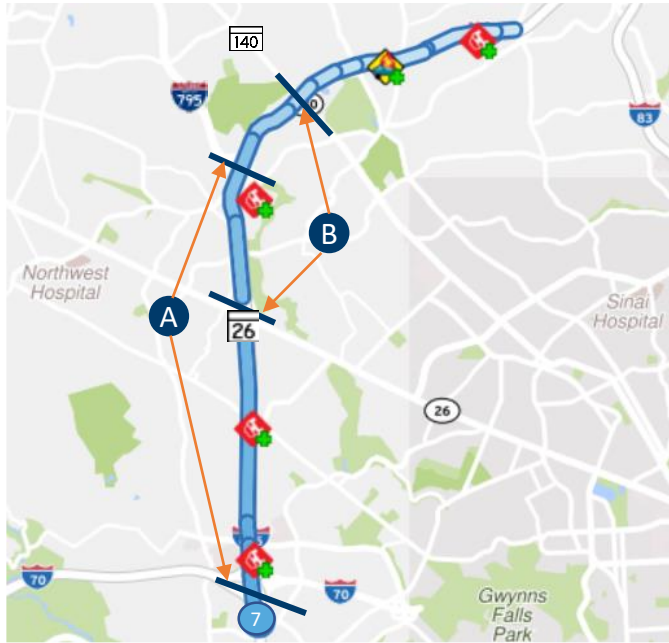 140
795
83
B
Northwest
Hospital
A
Sinai
Hospital
26
26
70
70
7
Gwynns
Falls
Park